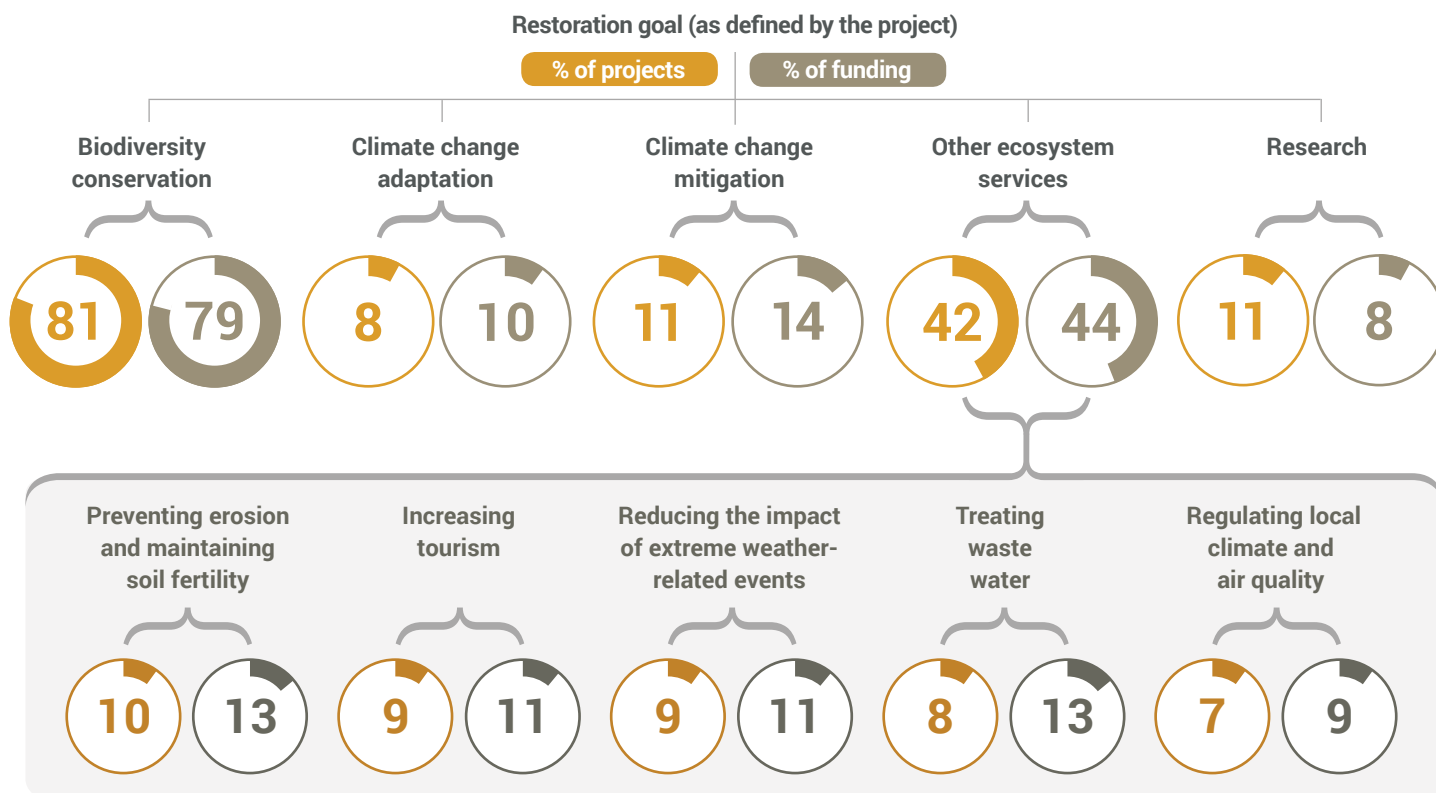 Restoration goal (as defined by the project)
% of projects
% of funding
Biodiversity
conservation
Climate change
adaptation
Climate change
mitigation
Other ecosystem
services
Research
81
79
8
10
11
14
42
44
11
8
Preventing erosion
and maintaining
soil fertility
Increasing
tourism
Reducing the impact
of extreme weather-
related events
Treating
waste
water
Regulating local
climate and
air quality
10
13
9
11
9
11
8
13
7
9